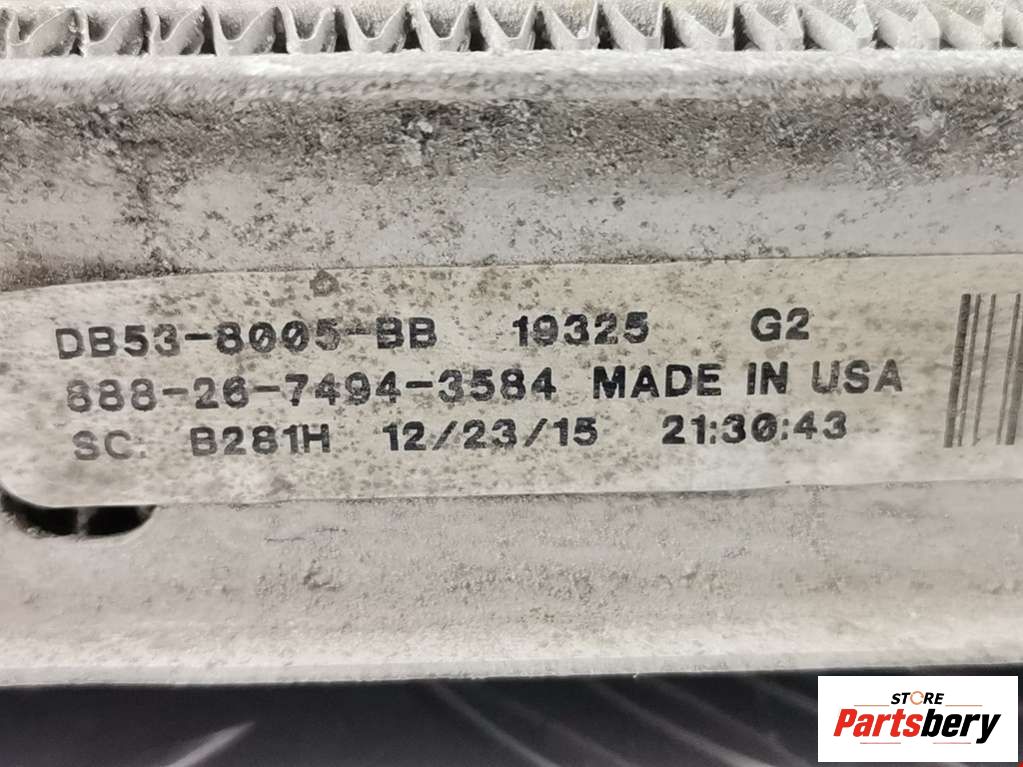 DB53-8005-BB 19325 G2
888-26-7494-3584 MADE IN USA
SC. B281H 12/23/15 21:30:43
STORE
Partsbery